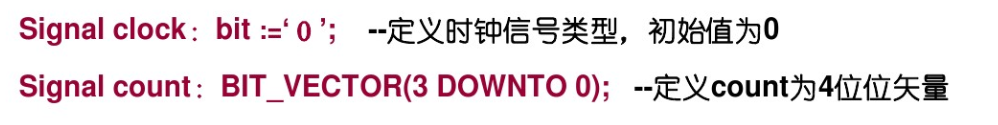 Signal clock：bit :=‘ 0 ’;   --定义时钟信号类型，初始值为0
Signal count：BIT_VECTOR(3 DOWNTO 0);   --定义count为4位位矢量